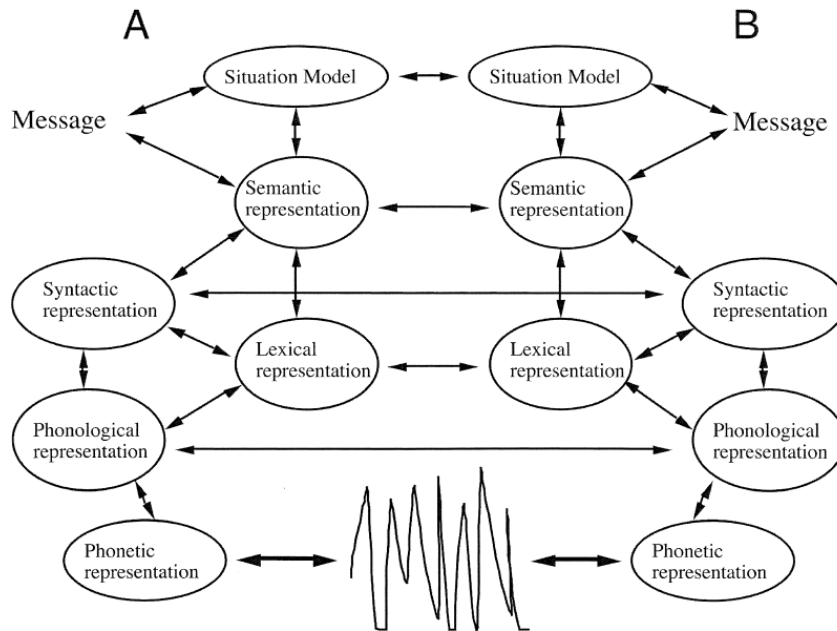 A
B
Situation Model
Situation Model
Message
Message
Semantic
representation
Semantic
representation
Syntactic
representation
Syntactic
representation
Lexical
representation
Lexical
representation
Phonological
representation
Phonological
representation
Phonetic
representation
Phonetic
representation